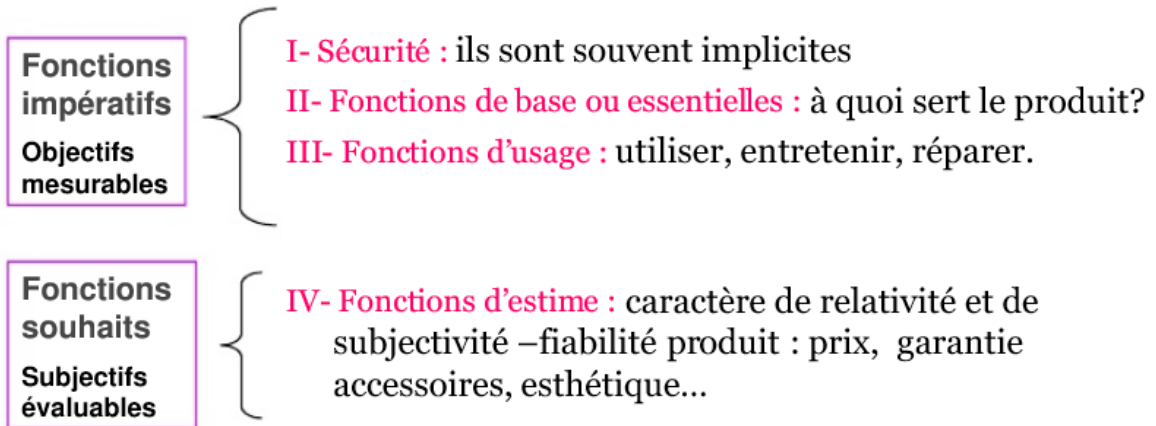 Fonctions
impératifs
Objectifs
mesurables
I- Sécurité : ils sont souvent implicites
II- Fonctions de base ou essentielles : à quoi sert le produit?
III- Fonctions d’usage : utiliser, entretenir, réparer.
Fonctions
souhaits
Subjectifs
évaluables
IV- Fonctions d’estime : caractère de relativité et de
subjectivité –fiabilité produit : prix, garantie
accessoires, esthétique…